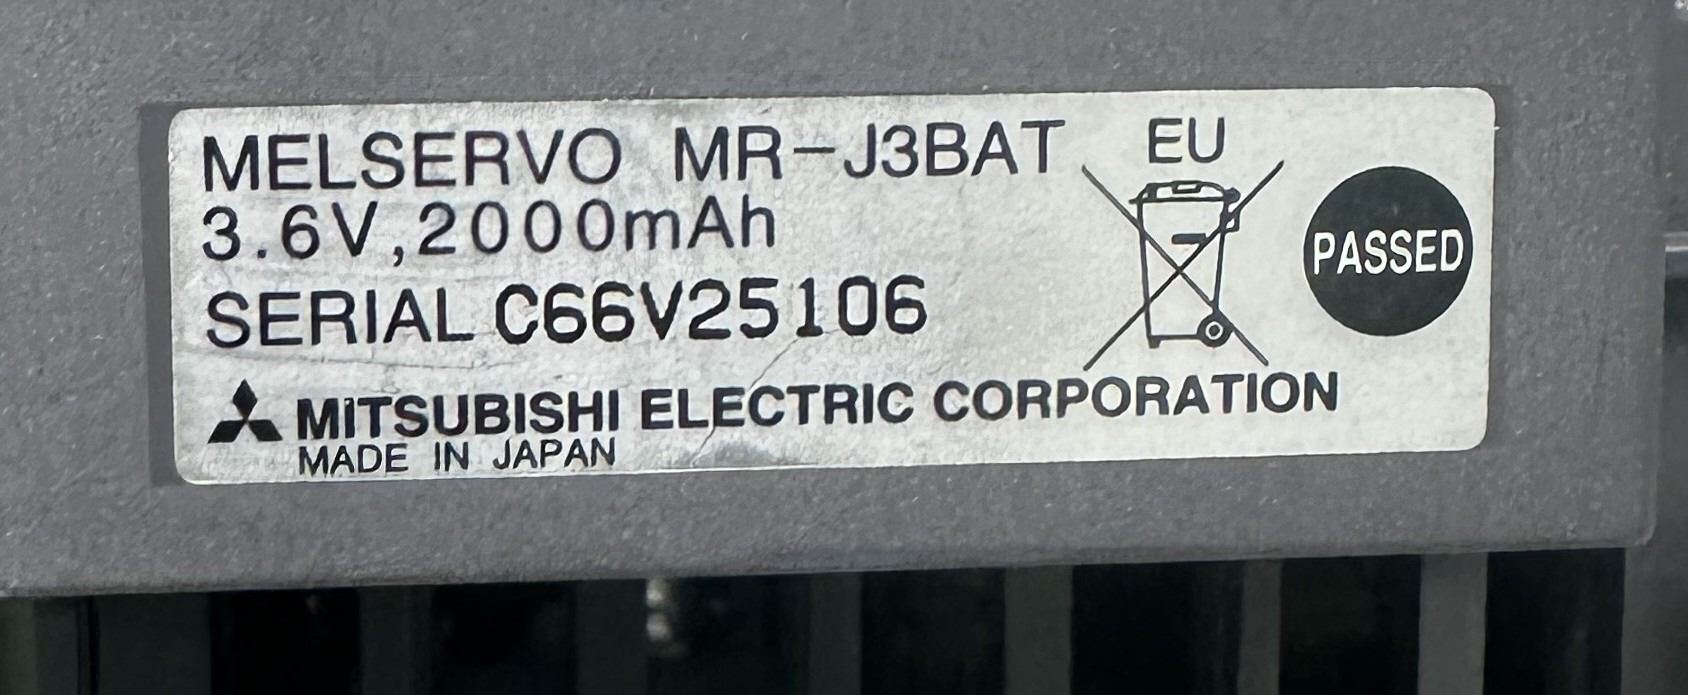 MELSERVO MR-J3BAT
3.6V,2000mAh
SERIAL C66V25106
MITSUBISHI ELECTRIC CORPORATION
MADE IN JAPAN
EU
PASSED